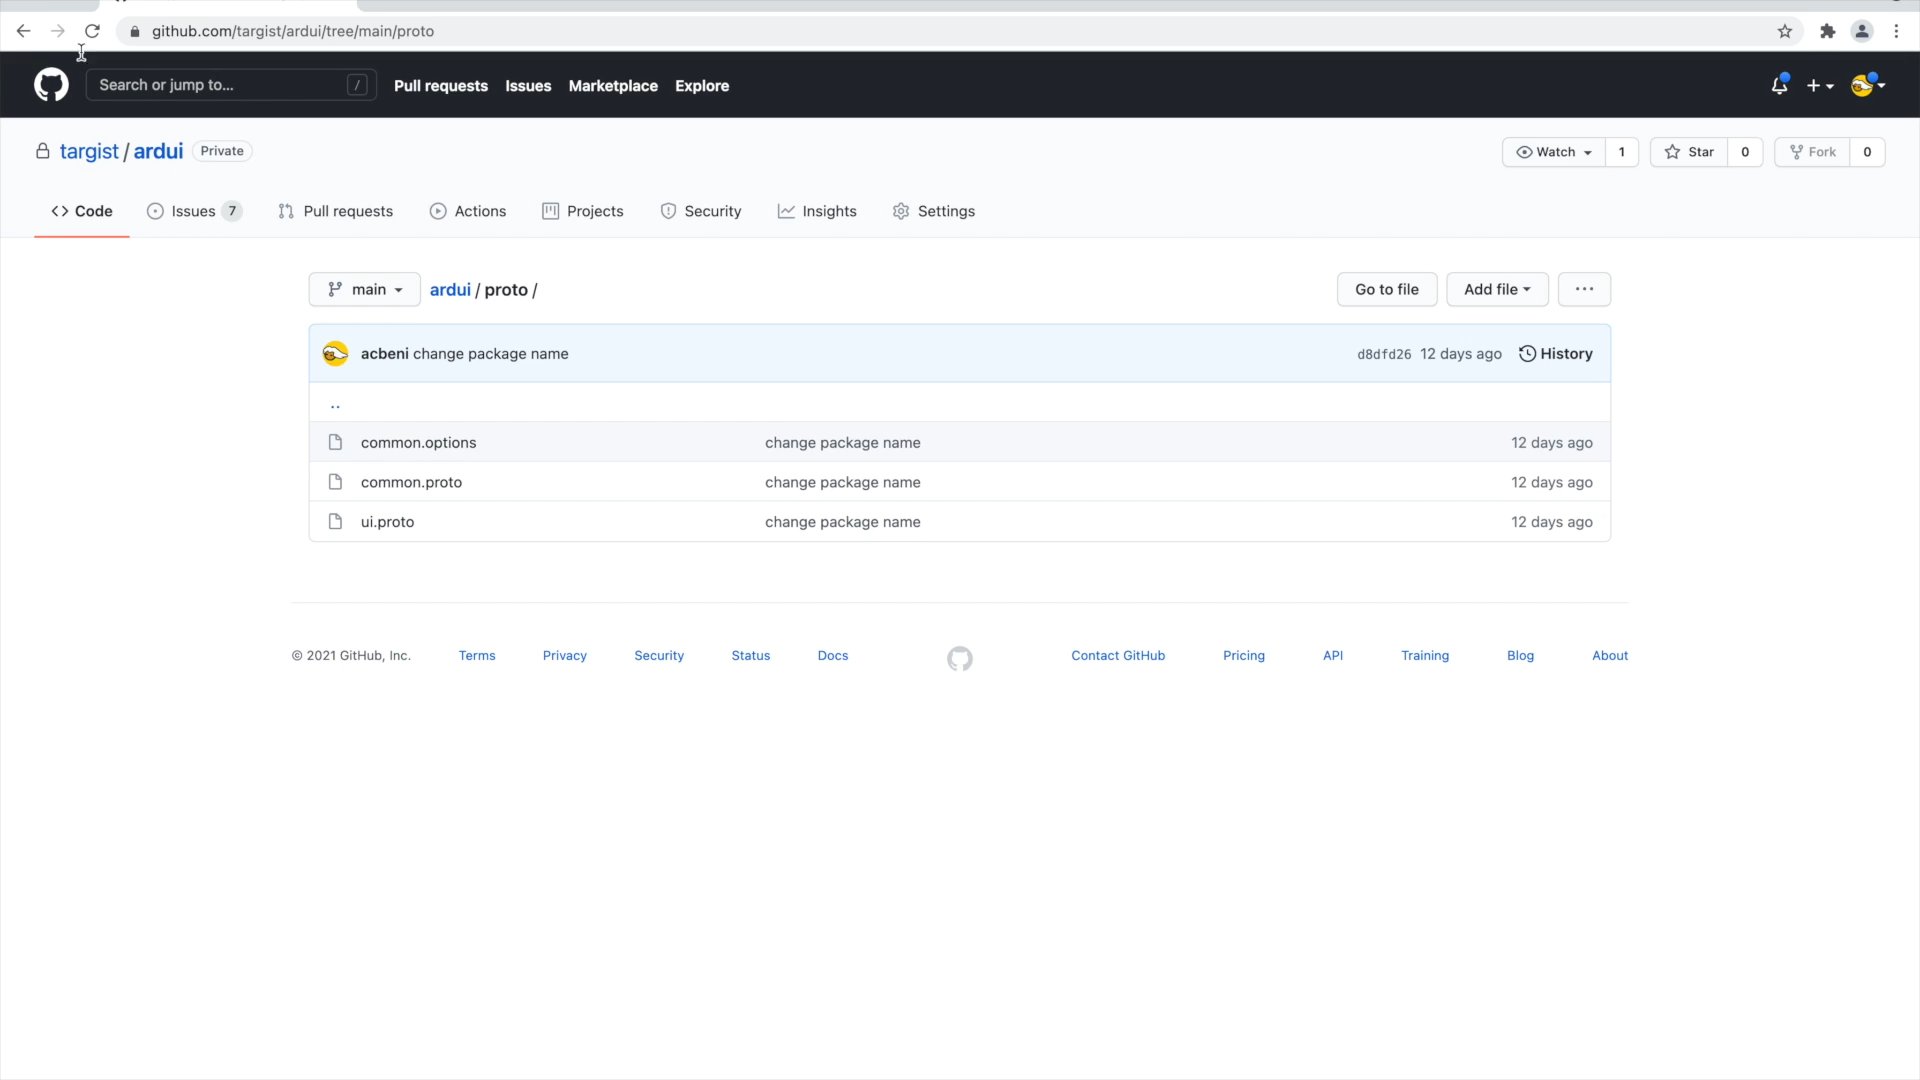 github.com/targist/ardui/tree/main/proto
Search or jump to... /
Pull requests Issues Marketplace Explore
targist / ardui Private
Watch 1 Star 0 Fork 0
Code Issues 7 Pull requests Actions Projects Security Insights Settings
main ardui / proto /
Go to file Add file ...
acbeni change package name d8dfd26 12 days ago History
..
common.options change package name 12 days ago
common.proto change package name 12 days ago
ui.proto change package name 12 days ago
© 2021 GitHub, Inc. Terms Privacy Security Status Docs Contact GitHub Pricing API Training Blog About